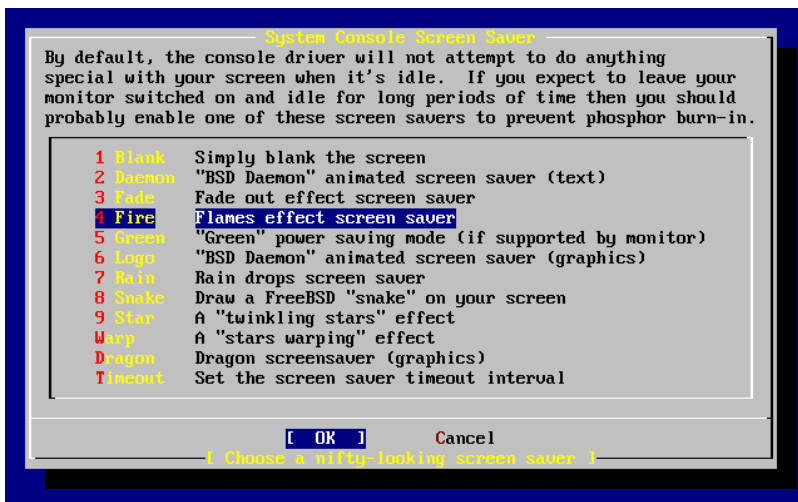 System Console Screen Saver
By default, the console driver will not attempt to do anything
special with your screen when it's idle.  If you expect to leave your
monitor switched on and idle for long periods of time then you should
probably enable one of these screen savers to prevent phosphor burn-in.
1 Blank Simply blank the screen
2 Daemon "BSD Daemon" animated screen saver (text)
3 Fade Fade out effect screen saver
4 Fire Flames effect screen saver
5 Green "Green" power saving mode (if supported by monitor)
6 Logo "BSD Daemon" animated screen saver (graphics)
7 Rain Rain drops screen saver
8 Snake Draw a FreeBSD "snake" on your screen
9 Star A "twinkling stars" effect
Warp A "stars warping" effect
Dragon Dragon screensaver (graphics)
Timeout Set the screen saver timeout interval
[ OK ] Cancel
[ Choose a nifty-looking screen saver ]